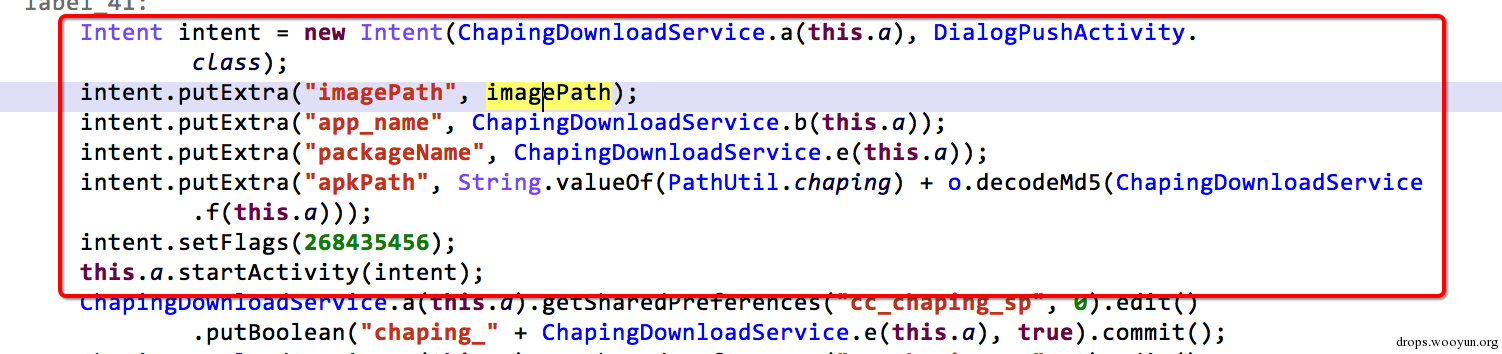 label_41:
Intent intent = new Intent(ChapingDownloadService.a(this.a), DialogPushActivity.
class);
intent.putExtra("imagePath", imagePath);
intent.putExtra("app_name", ChapingDownloadService.b(this.a));
intent.putExtra("packageName", ChapingDownloadService.e(this.a));
intent.putExtra("apkPath", String.valueOf(PathUtil.chaping) + o.decodeMd5(ChapingDownloadService
.f(this.a)));
intent.setFlags(268435456);
this.a.startActivity(intent);
ChapingDownloadService.a(this.a).getSharedPreferences("cc_chaping_sp", 0).edit()
.putBoolean("chaping_" + ChapingDownloadService.e(this.a), true).commit();
drops.wooyun.org